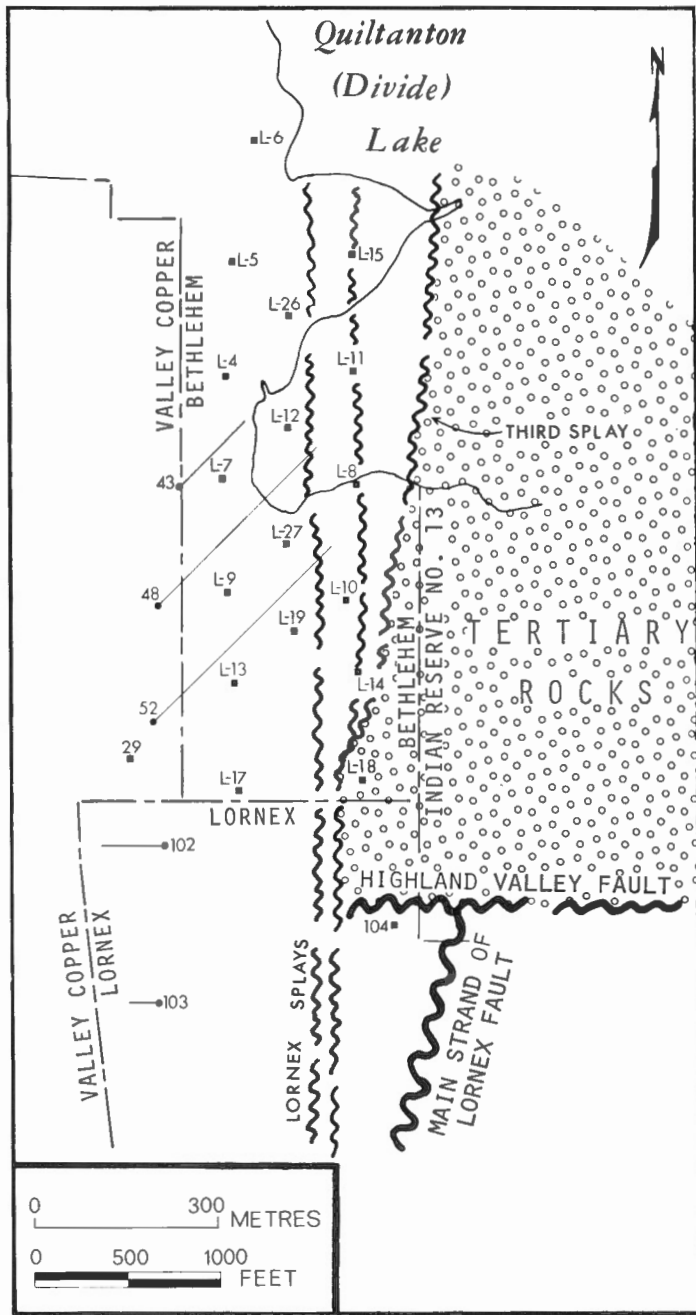 Quiltanton
(Divide)
Lake
N
L-6
L-5
L-15
L-26
VALLEY COPPER
BETHLEHEM
L-4
L-11
L-12
THIRD SPLAY
43
L-7
L-8
L-27
48
L-9
L-10
L-19
BETHLEHEM
INDIAN RESERVE NO. 13
TERTIARY
ROCKS
L-13
L-14
52
29
L-18
L-17
LORNEX
102
HIGHLAND VALLEY FAULT
104
VALLEY COPPER
LORNEX
103
LORNEX SPLAYS
MAIN STRAND OF
LORNEX FAULT
0 300 METRES
0 500 1000 FEET